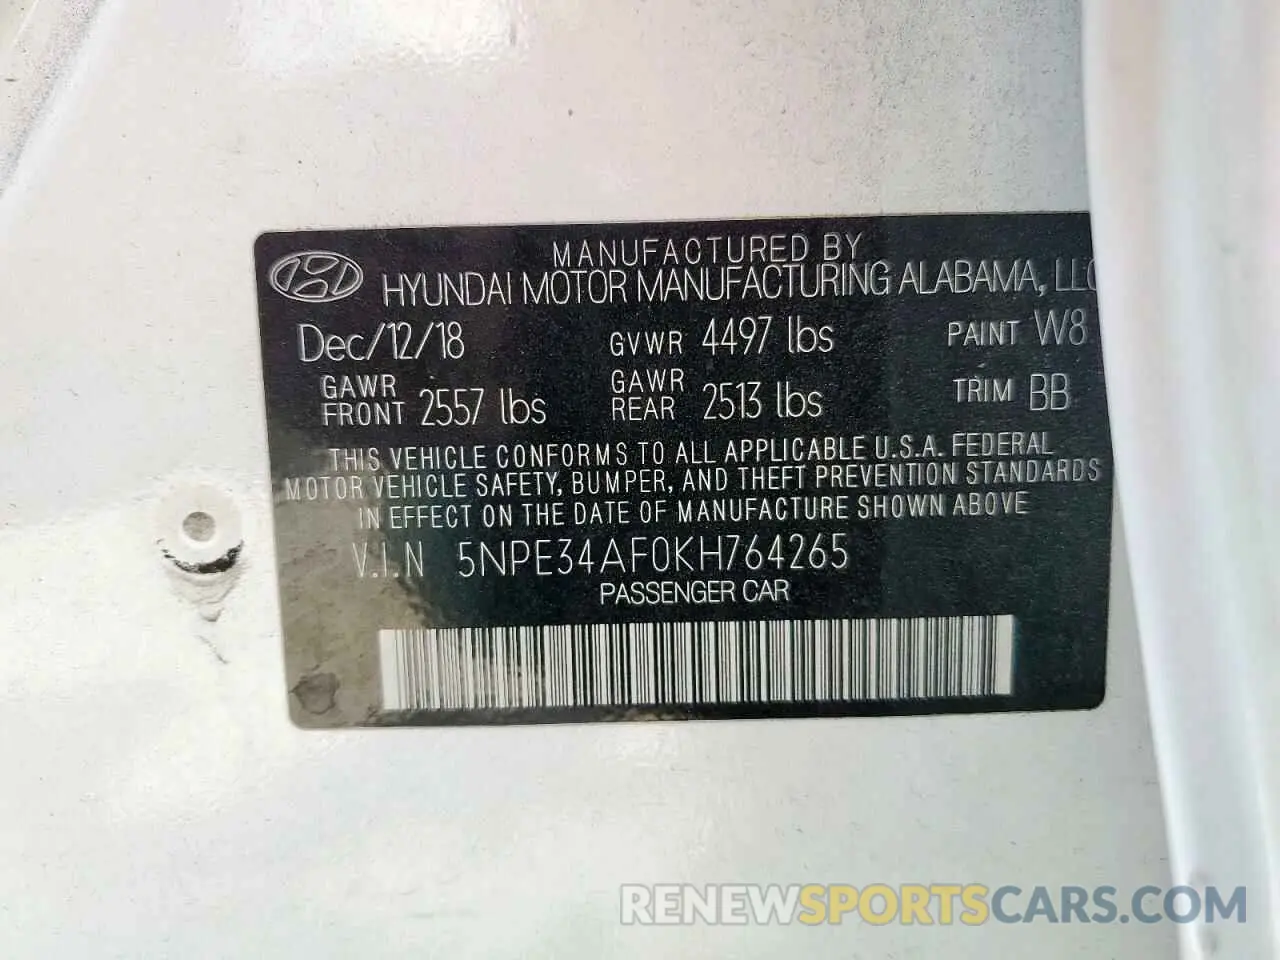 MANUFACTURED BY
HYUNDAI MOTOR MANUFACTURING ALABAMA, LLC
Dec/12/18 GVWR 4497 lbs PAINT W8
GAWR FRONT 2557 lbs GAWR REAR 2513 lbs TRIM BB
THIS VEHICLE CONFORMS TO ALL APPLICABLE U.S.A. FEDERAL
MOTOR VEHICLE SAFETY, BUMPER, AND THEFT PREVENTION STANDARDS
IN EFFECT ON THE DATE OF MANUFACTURE SHOWN ABOVE
V.I.N 5NPE34AF0KH764265
PASSENGER CAR
RENEWSPORTSCARS.COM